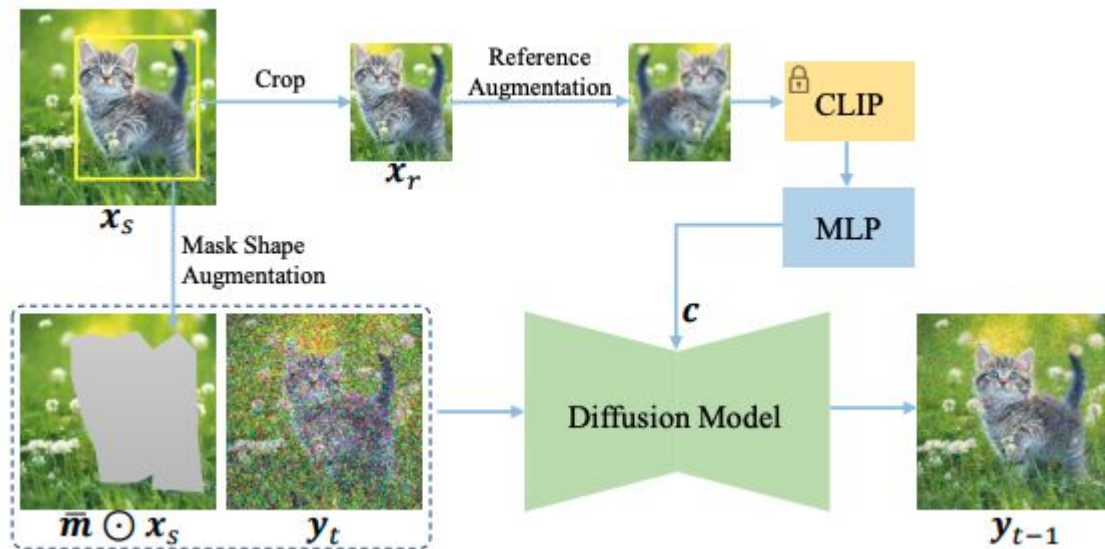 Crop
Reference
Augmentation
CLIP
x_r
x_s
MLP
Mask Shape
Augmentation
c
Diffusion Model
m̄ ⊙ x_s
y_t
y_{t−1}